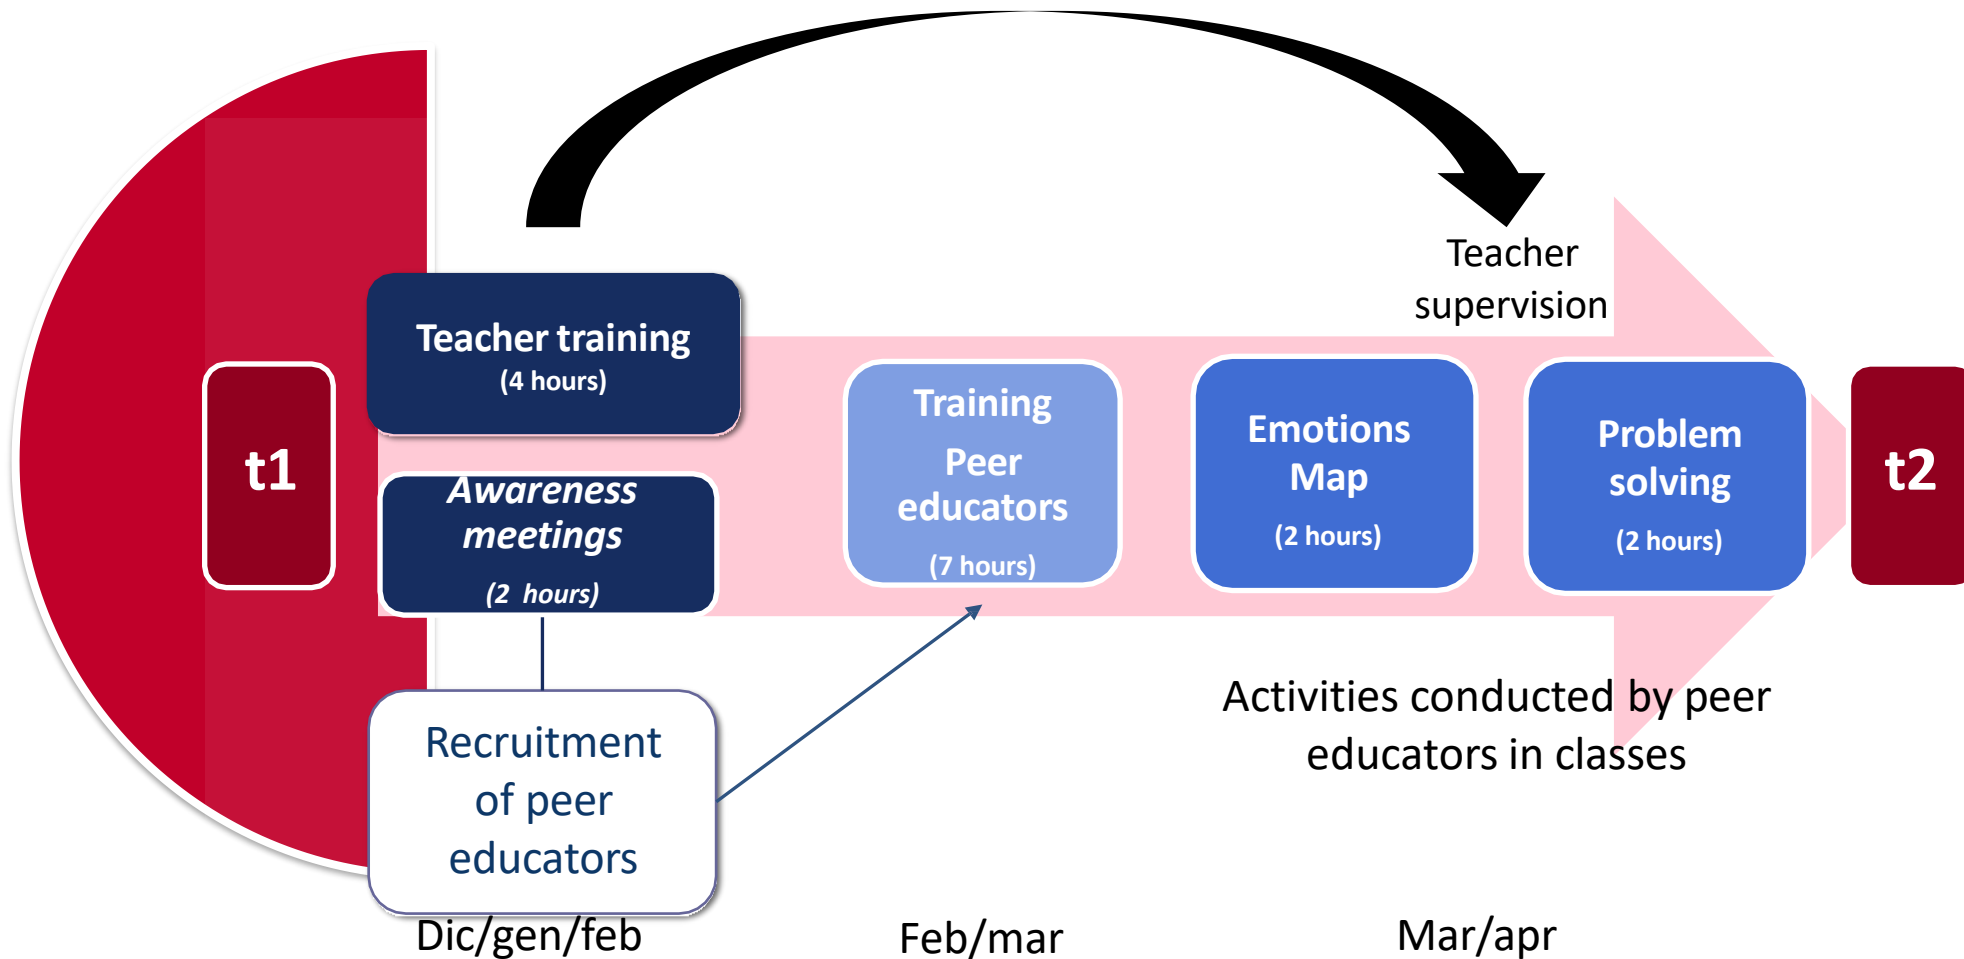 t1
Teacher training
(4 hours)
Awareness
meetings
(2 hours)
Recruitment
of peer
educators
Dic/gen/feb
Training
Peer
educators
(7 hours)
Feb/mar
Teacher
supervision
Emotions
Map
(2 hours)
Problem
solving
(2 hours)
Activities conducted by peer
educators in classes
Mar/apr
t2